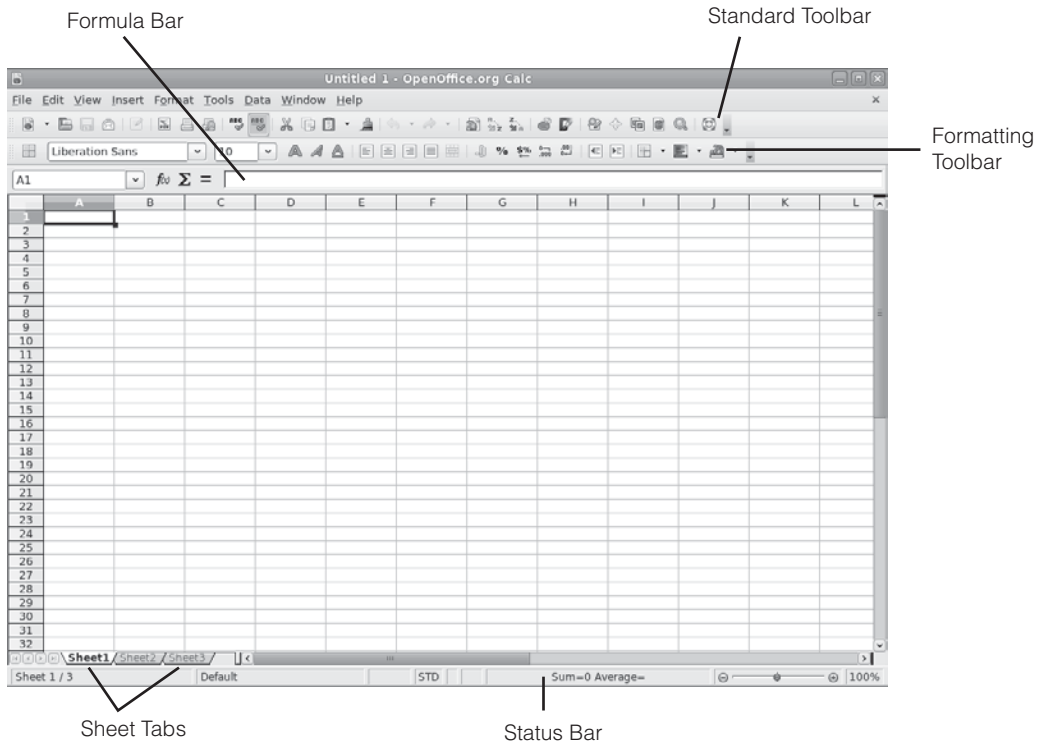 Formula Bar
Standard Toolbar
Untitled 1 - OpenOffice.org Calc
File Edit View Insert Format Tools Data Window Help
Liberation Sans 10
Formatting
Toolbar
A1 f(x) Σ =
A B C D E F G H I J K L
1
2
3
4
5
6
7
8
9
10
11
12
13
14
15
16
17
18
19
20
21
22
23
24
25
26
27
28
29
30
31
32
Sheet1 Sheet2 Sheet3
Sheet 1 / 3 Default STD Sum=0 Average= 100%
Sheet Tabs
Status Bar